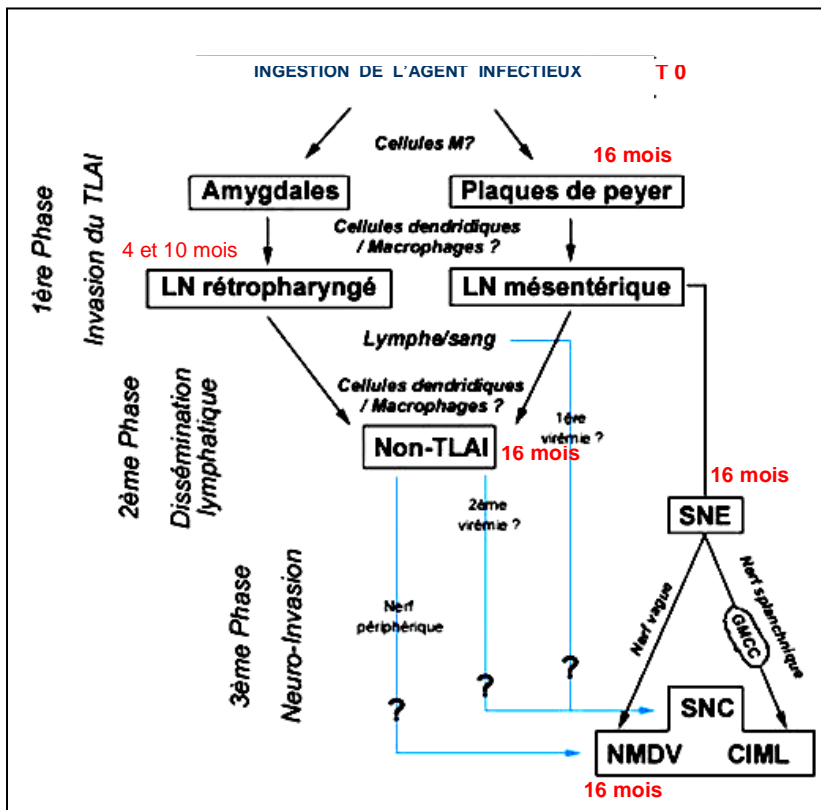 INGESTION DE L'AGENT INFECTIEUX
T 0
Cellules M?
16 mois
Amygdales
Plaques de peyer
Cellules dendridiques
/ Macrophages ?
4 et 10 mois
LN rétropharyngé
LN mésentérique
1ère Phase
Invasion du TLAI
Lymphe/sang
Cellules dendridiques
/ Macrophages ?
1ére
virémie ?
Non-TLAI
16 mois
2ème Phase
Dissémination
lymphatique
16 mois
SNE
2ème
virémie ?
Nerf
périphérique
Nerf vague
Nerf splanchnique
GMCC
3ème Phase
Neuro-Invasion
?
?
?
SNC
NMDV
CIML
16 mois